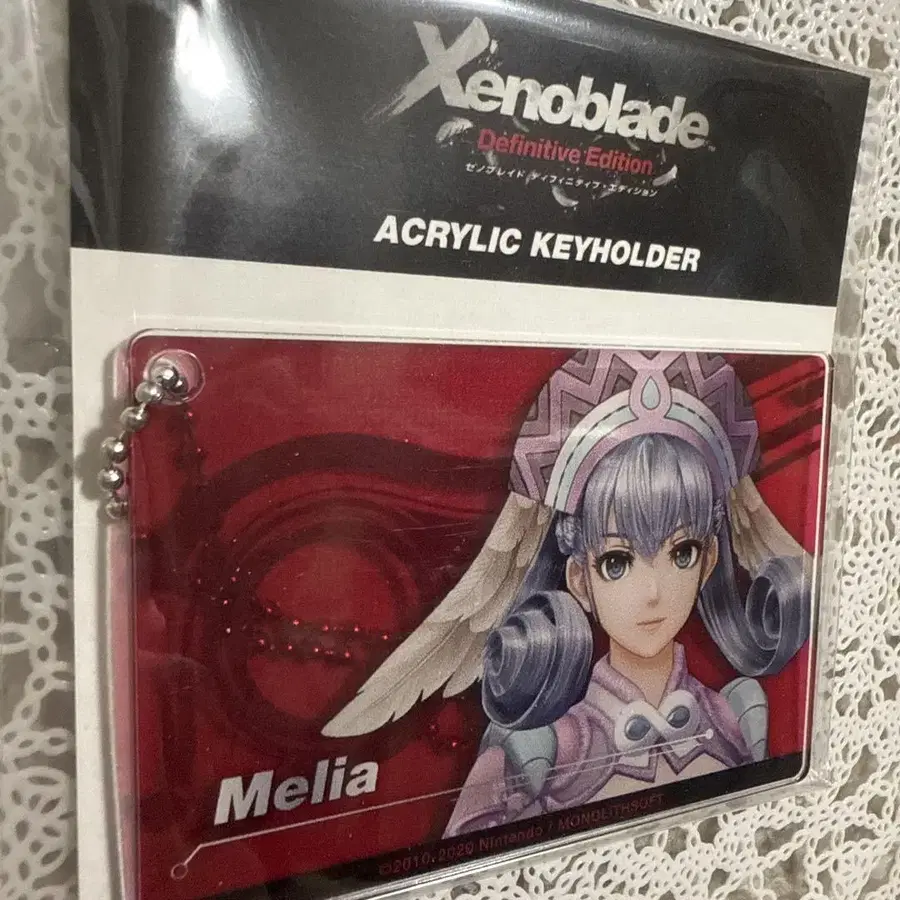 Xenoblade
Definitive Edition
ゼノブレイド ディフィニティブ・エディション
ACRYLIC KEYHOLDER
Melia
©2010, 2020 Nintendo / MONOLITHSOFT